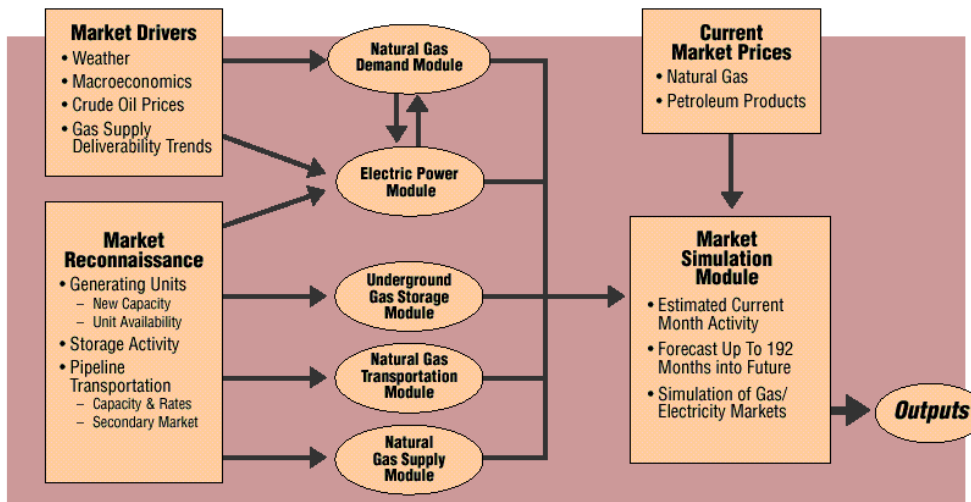 Market Drivers
• Weather
• Macroeconomics
• Crude Oil Prices
• Gas Supply
Deliverability Trends
Natural Gas
Demand Module
Electric Power
Module
Current
Market Prices
• Natural Gas
• Petroleum Products
Market
Reconnaissance
• Generating Units
– New Capacity
– Unit Availability
• Storage Activity
• Pipeline
Transportation
– Capacity & Rates
– Secondary Market
Underground
Gas Storage
Module
Natural Gas
Transportation
Module
Natural
Gas Supply
Module
Market
Simulation
Module
• Estimated Current
Month Activity
• Forecast Up To 192
Months into Future
• Simulation of Gas/
Electricity Markets
Outputs